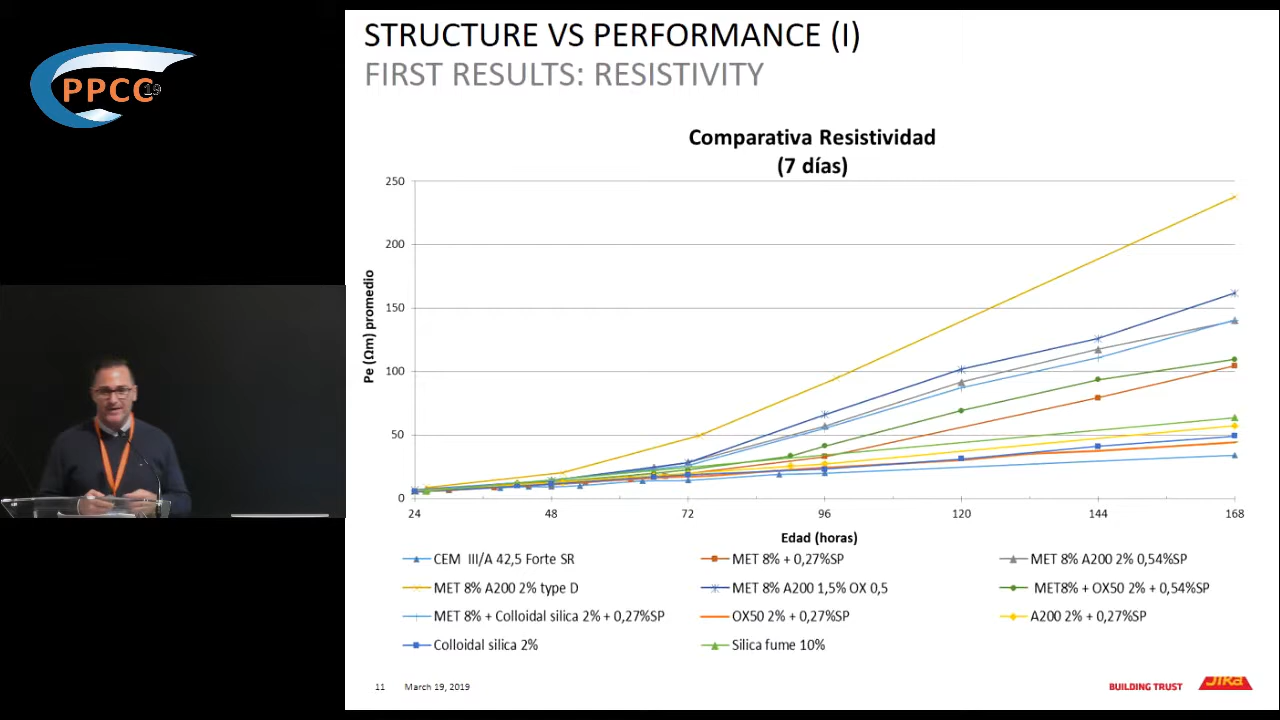 PPCC 19
STRUCTURE VS PERFORMANCE (I)
FIRST RESULTS: RESISTIVITY
Comparativa Resistividad
(7 días)
Pe (Ωm) promedio
250
200
150
100
50
0
24 48 72 96 120 144 168
Edad (horas)
CEM III/A 42,5 Forte SR MET 8% + 0,27%SP MET 8% A200 2% 0,54%SP
MET 8% A200 2% type D MET 8% A200 1,5% OX 0,5 MET8% + OX50 2% + 0,54%SP
MET 8% + Colloidal silica 2% + 0,27%SP OX50 2% + 0,27%SP A200 2% + 0,27%SP
Colloidal silica 2% Silica fume 10%
11 March 19, 2019 BUILDING TRUST